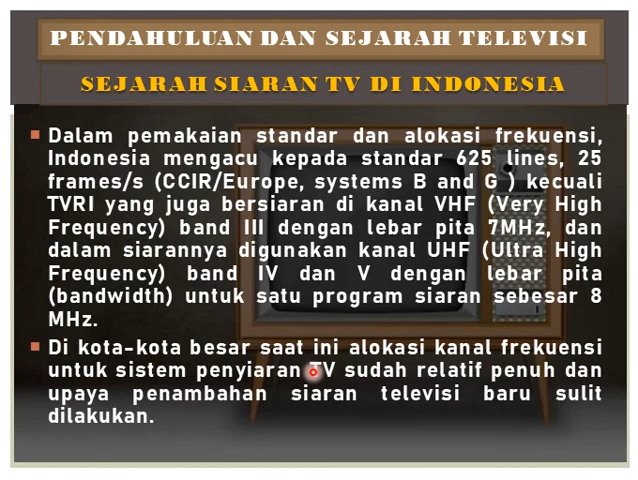 PENDAHULUAN DAN SEJARAH TELEVISI
SEJARAH SIARAN TV DI INDONESIA
Dalam pemakaian standar dan alokasi frekuensi,
Indonesia mengacu kepada standar 625 lines, 25
frames/s (CCIR/Europe, systems B and G ) kecuali
TVRI yang juga bersiaran di kanal VHF (Very High
Frequency) band III dengan lebar pita 7MHz, dan
dalam siarannya digunakan kanal UHF (Ultra High
Frequency) band IV dan V dengan lebar pita
(bandwidth) untuk satu program siaran sebesar 8
MHz.
Di kota-kota besar saat ini alokasi kanal frekuensi
untuk sistem penyiaran TV sudah relatif penuh dan
upaya penambahan siaran televisi baru sulit
dilakukan.